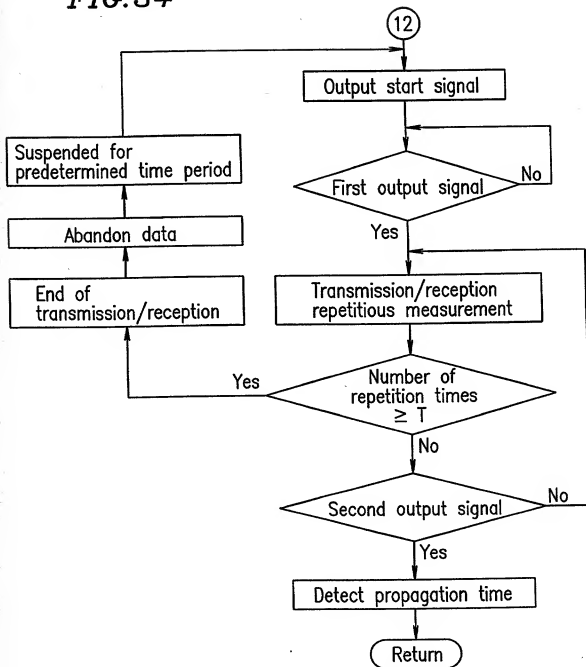 FIG.34
12
Output start signal
First output signal
No
Yes
Transmission/reception
repetitious measurement
Number of
repetition times
≥ T
Yes
No
Second output signal
No
Yes
Detect propagation time
Return
End of
transmission/reception
Abandon data
Suspended for
predetermined time period